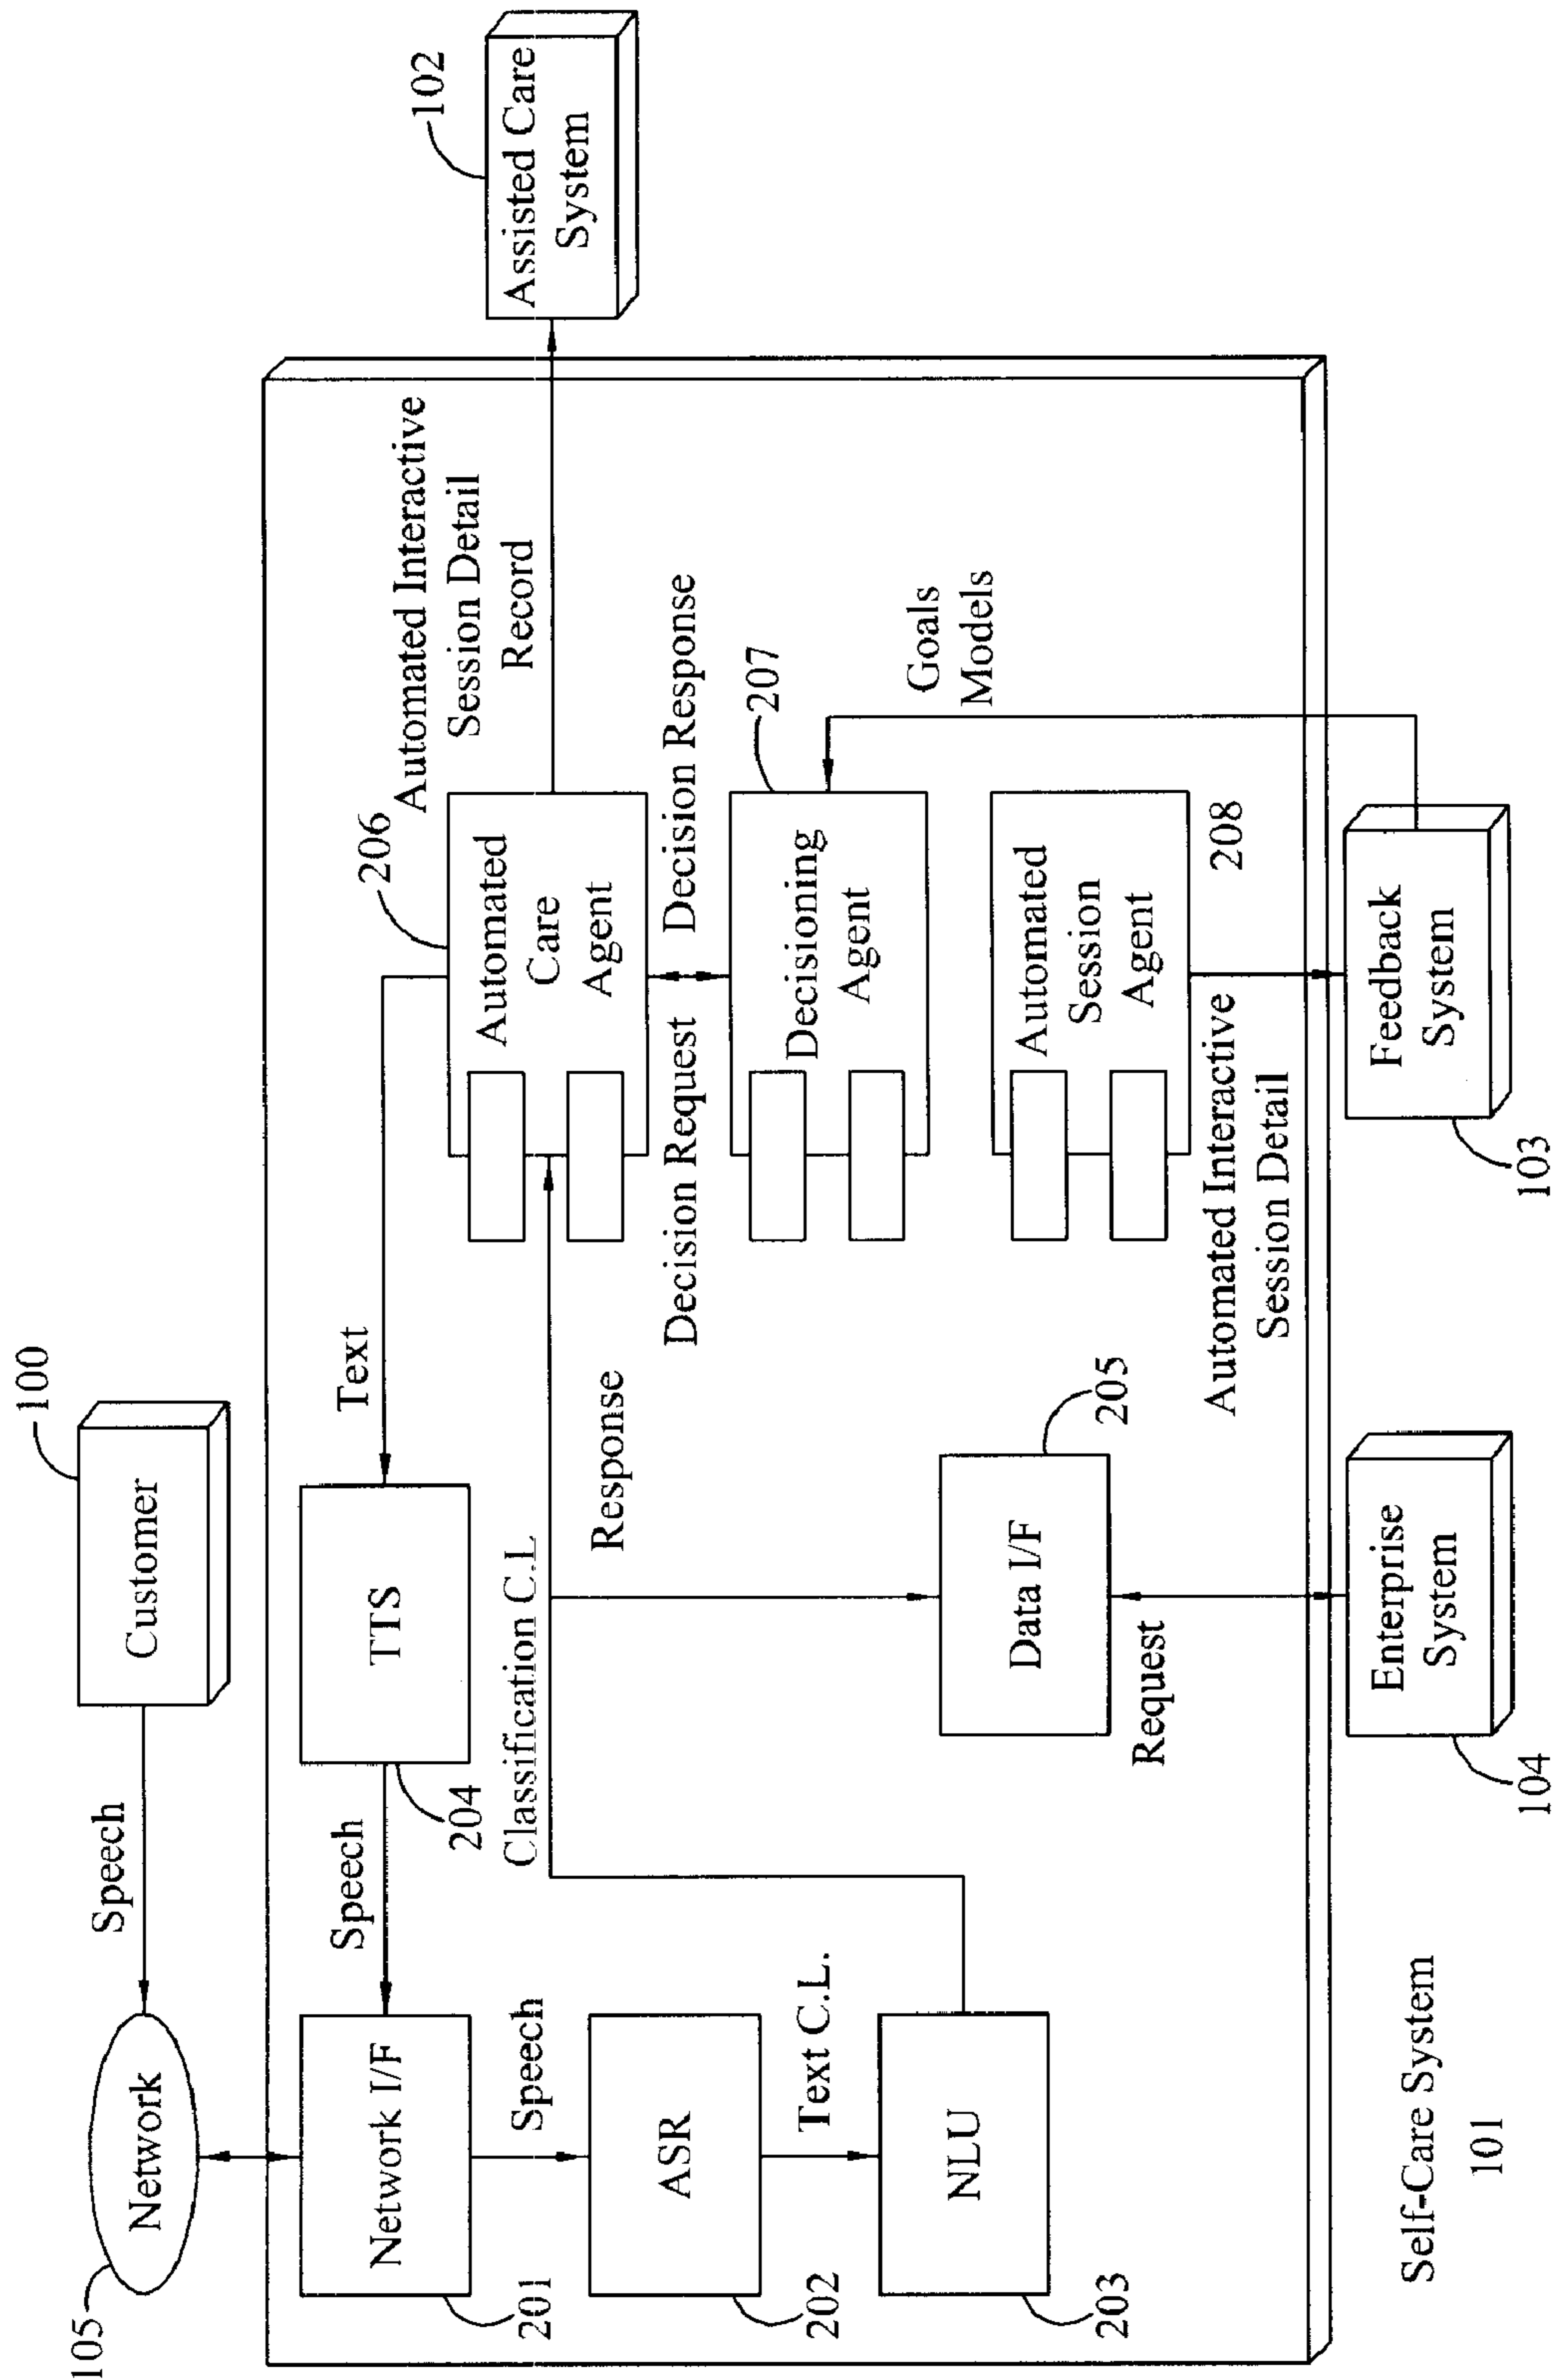 105
Network
Speech
Customer
100
Network I/F
201
Speech
TTS
204
Text
206
Automated
Care
Agent
Automated Interactive
Session Detail
Record
102
Assisted Care
System
Speech
ASR
202
Classification C.I.
Response
Decision Request
Decision Response
Text C.L.
NLU
203
207
Decisioning
Agent
Goals
Models
Data I/F
205
Request
Automated
Session
Agent
208
Automated Interactive
Session Detail
Enterprise
System
104
Feedback
System
103
Self-Care System
101